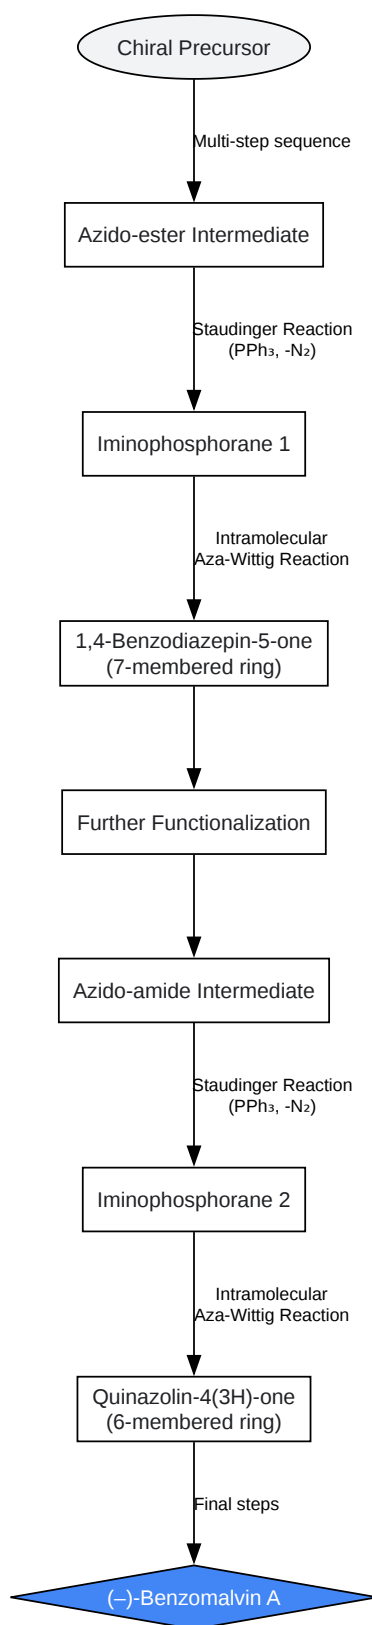 Chiral Precursor
Multi-step sequence
Azido-ester Intermediate
Staudinger Reaction
(PPh₃, -N₂)
Iminophosphorane 1
Intramolecular
Aza-Wittig Reaction
1,4-Benzodiazepin-5-one
(7-membered ring)
Further Functionalization
Azido-amide Intermediate
Staudinger Reaction
(PPh₃, -N₂)
Iminophosphorane 2
Intramolecular
Aza-Wittig Reaction
Quinazolin-4(3H)-one
(6-membered ring)
Final steps
(–)-Benzomalvin A